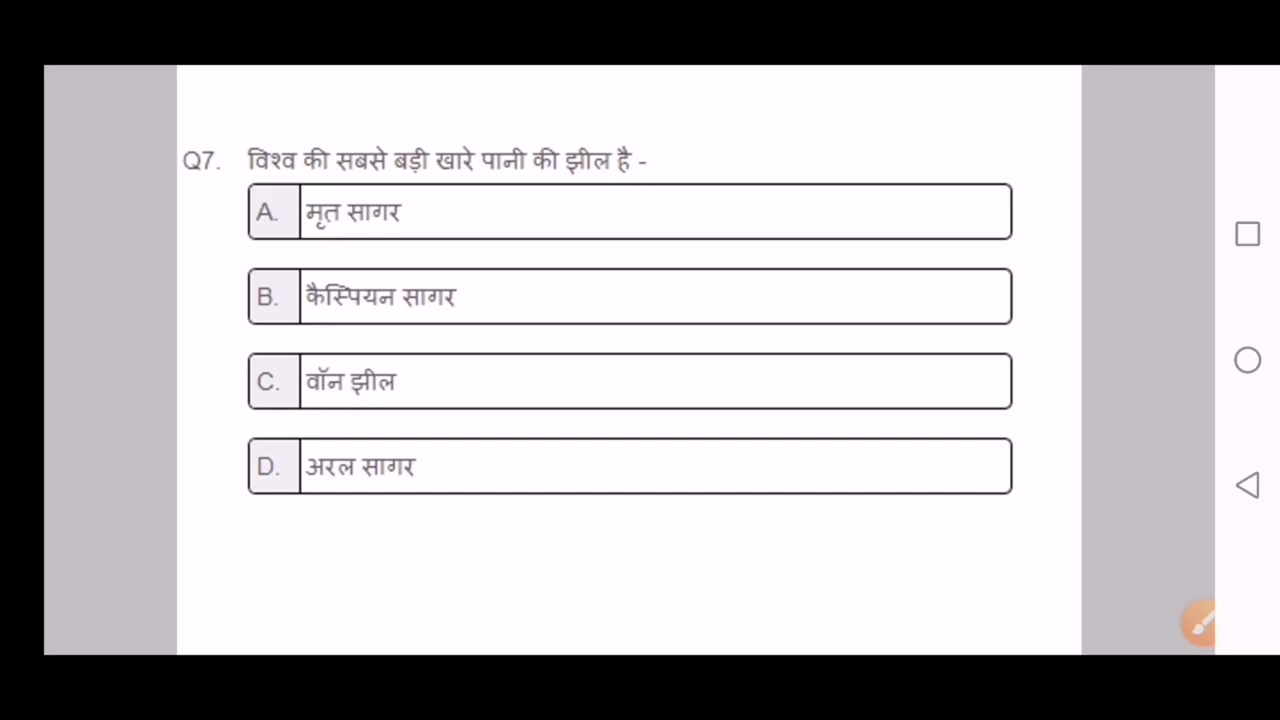 Q7. विश्व की सबसे बड़ी खारे पानी की झील है -
A. मृत सागर
B. कैस्पियन सागर
C. वॉन झील
D. अरल सागर